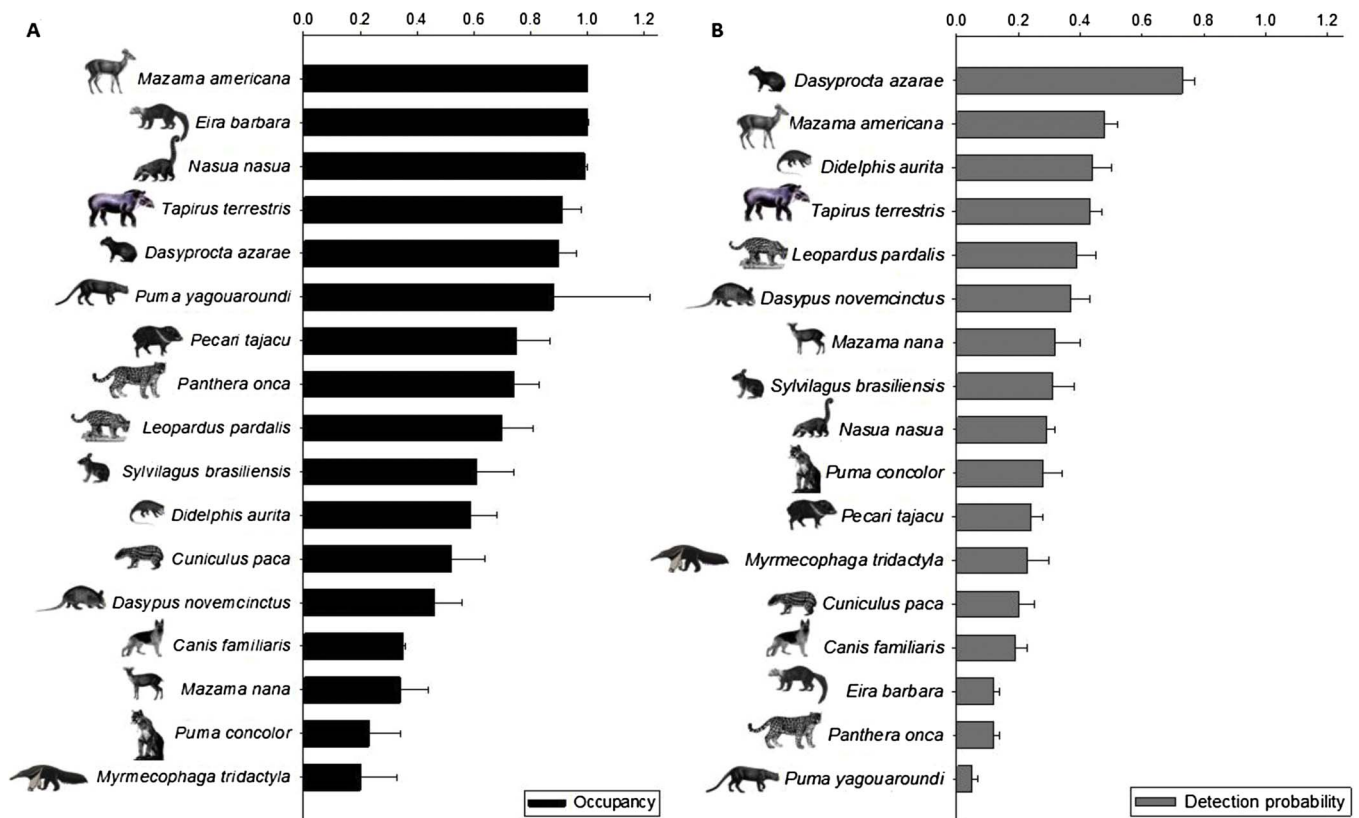 A
0.0 0.2 0.4 0.6 0.8 1.0 1.2
Mazama americana
Eira barbara
Nasua nasua
Tapirus terrestris
Dasyprocta azarae
Puma yagouaroundi
Pecari tajacu
Panthera onca
Leopardus pardalis
Sylvilagus brasiliensis
Didelphis aurita
Cuniculus paca
Dasypus novemcinctus
Canis familiaris
Mazama nana
Puma concolor
Myrmecophaga tridactyla
Occupancy
B
0.0 0.2 0.4 0.6 0.8 1.0 1.2
Dasyprocta azarae
Mazama americana
Didelphis aurita
Tapirus terrestris
Leopardus pardalis
Dasypus novemcinctus
Mazama nana
Sylvilagus brasiliensis
Nasua nasua
Puma concolor
Pecari tajacu
Myrmecophaga tridactyla
Cuniculus paca
Canis familiaris
Eira barbara
Panthera onca
Puma yagouaroundi
Detection probability